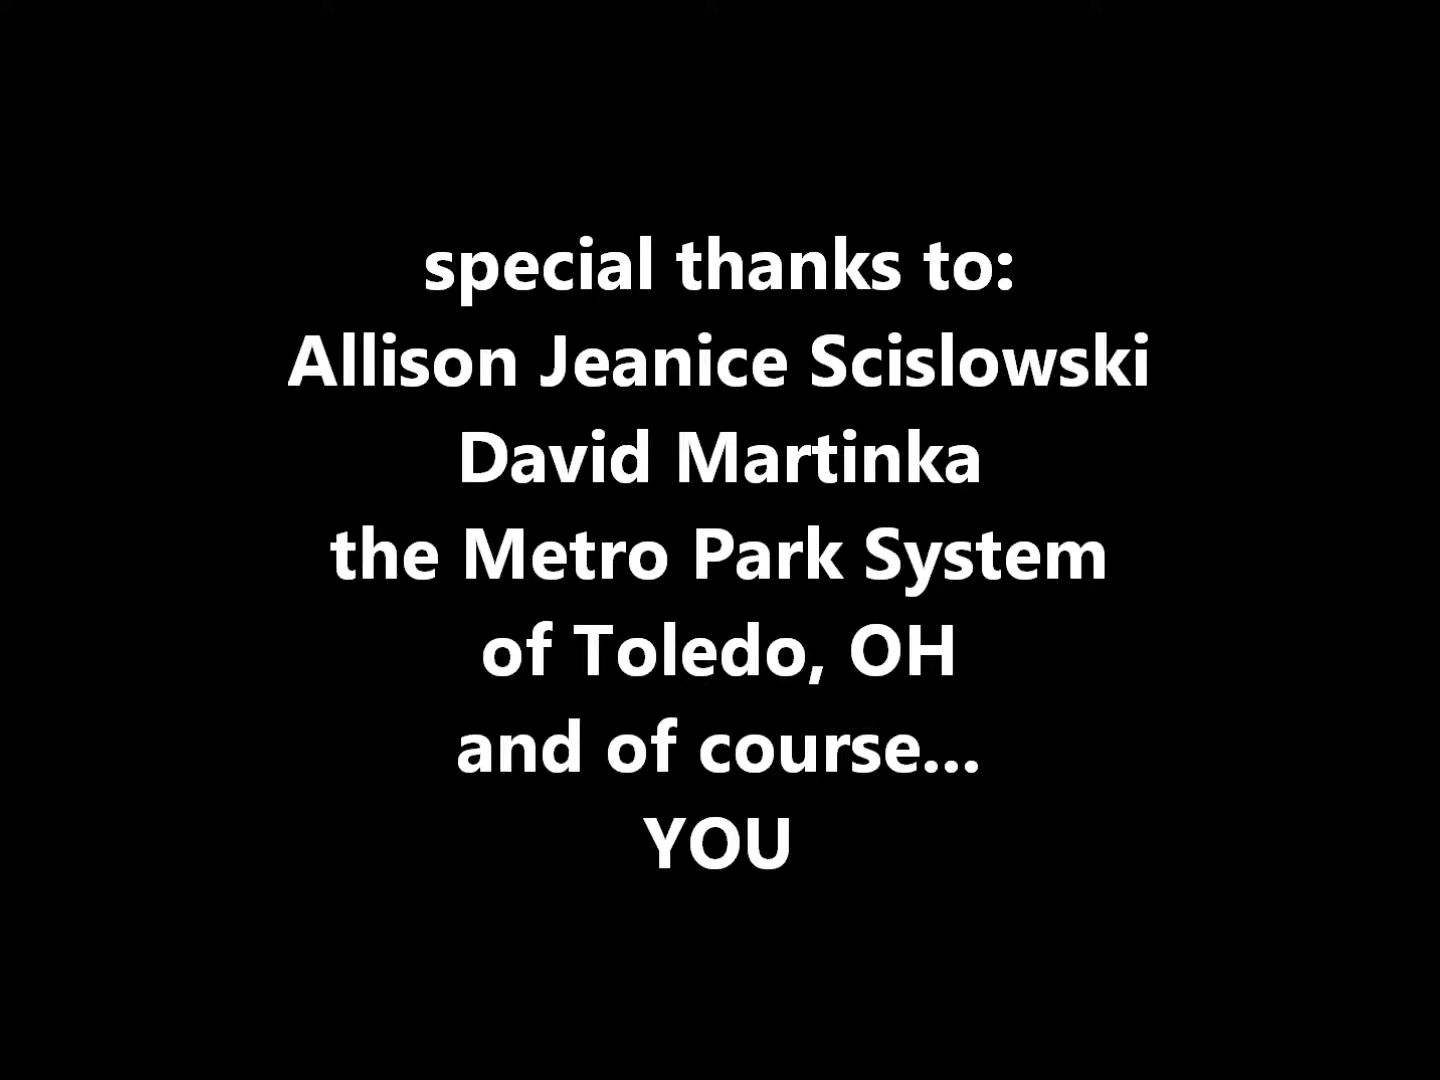 special thanks to:
Allison Jeanice Scislowski
David Martinka
the Metro Park System
of Toledo, OH
and of course...
YOU